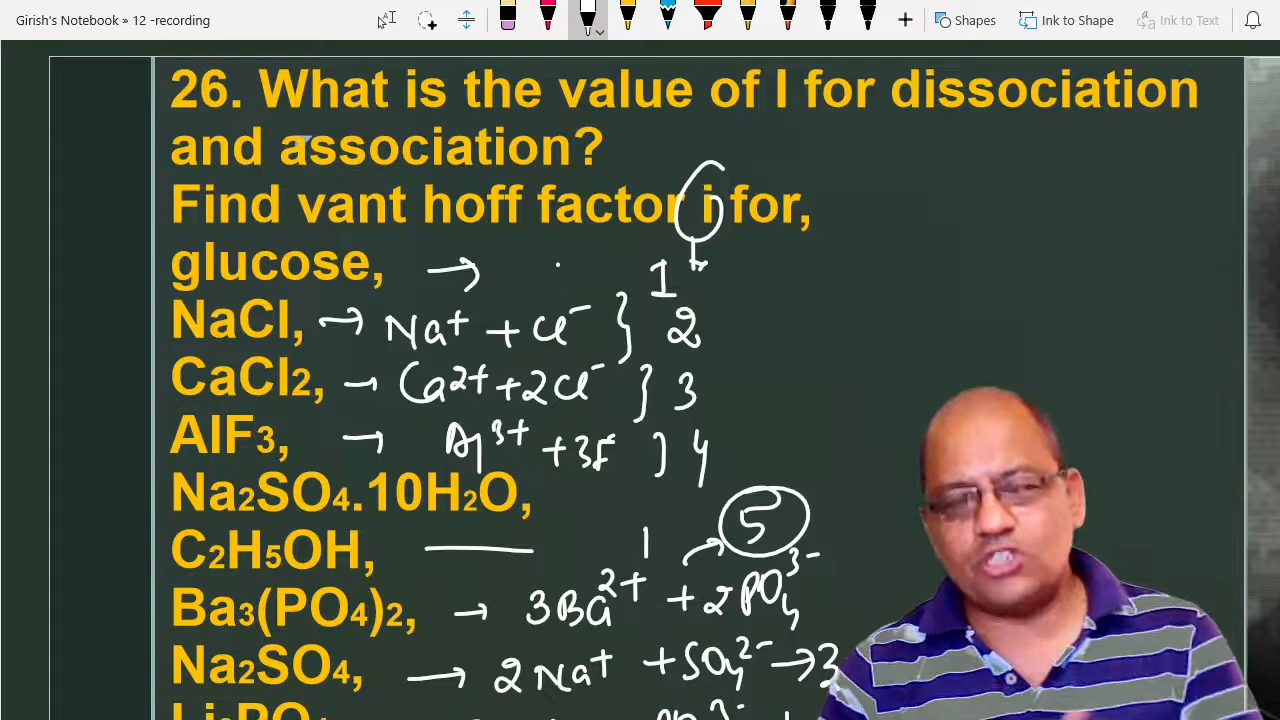 Girish's Notebook » 12 -recording
Shapes
Ink to Shape
Ink to Text
26. What is the value of I for dissociation
and association?
Find vant hoff factor i for,
glucose, → 1
NaCl, → Na+ + Cl- } 2
CaCl2, → Ca2+ + 2Cl- } 3
AlF3, → Al3+ + 3F- } 4
Na2SO4.10H2O,
C2H5OH, — 1
Ba3(PO4)2, → 3Ba2+ + 2PO43- → 5
Na2SO4, → 2Na+ + SO42- → 3